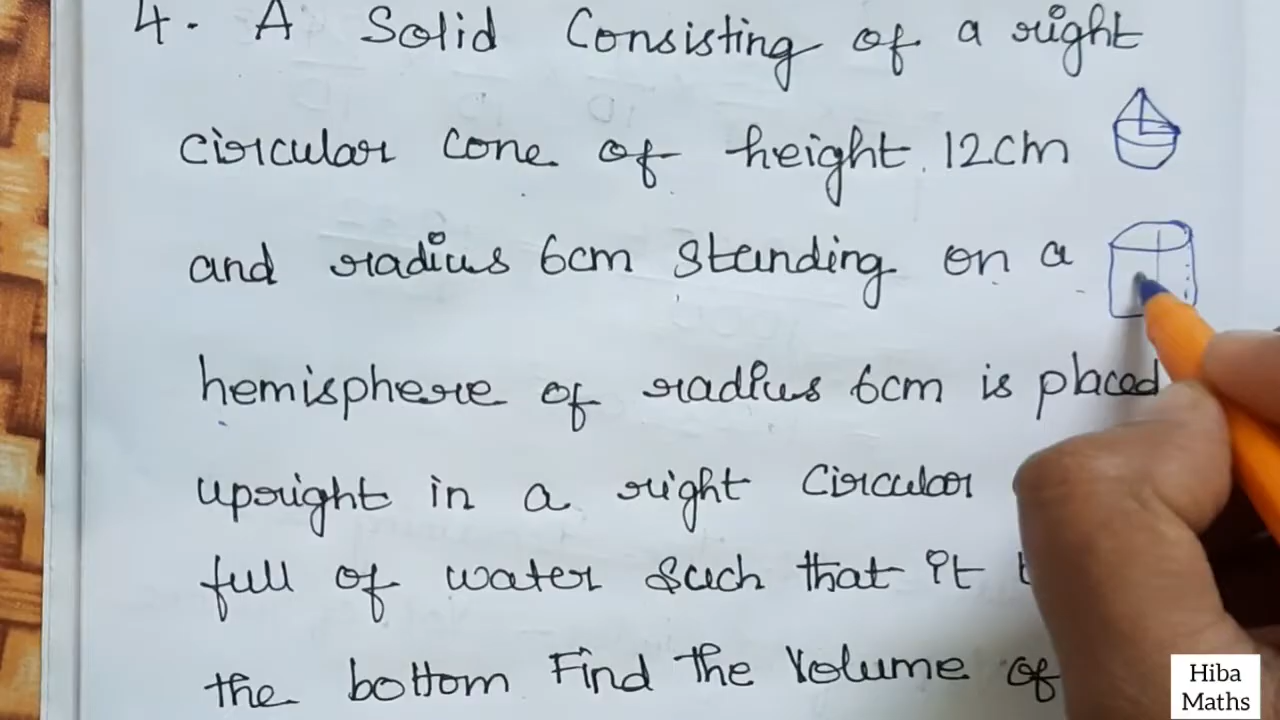 4. A Solid Consisting of a right
circular cone of height 12cm
and radius 6cm standing on a
hemisphere of radius 6cm is placed
upright in a right Circular
full of water Such that it
the bottom Find the Volume of
Hiba
Maths